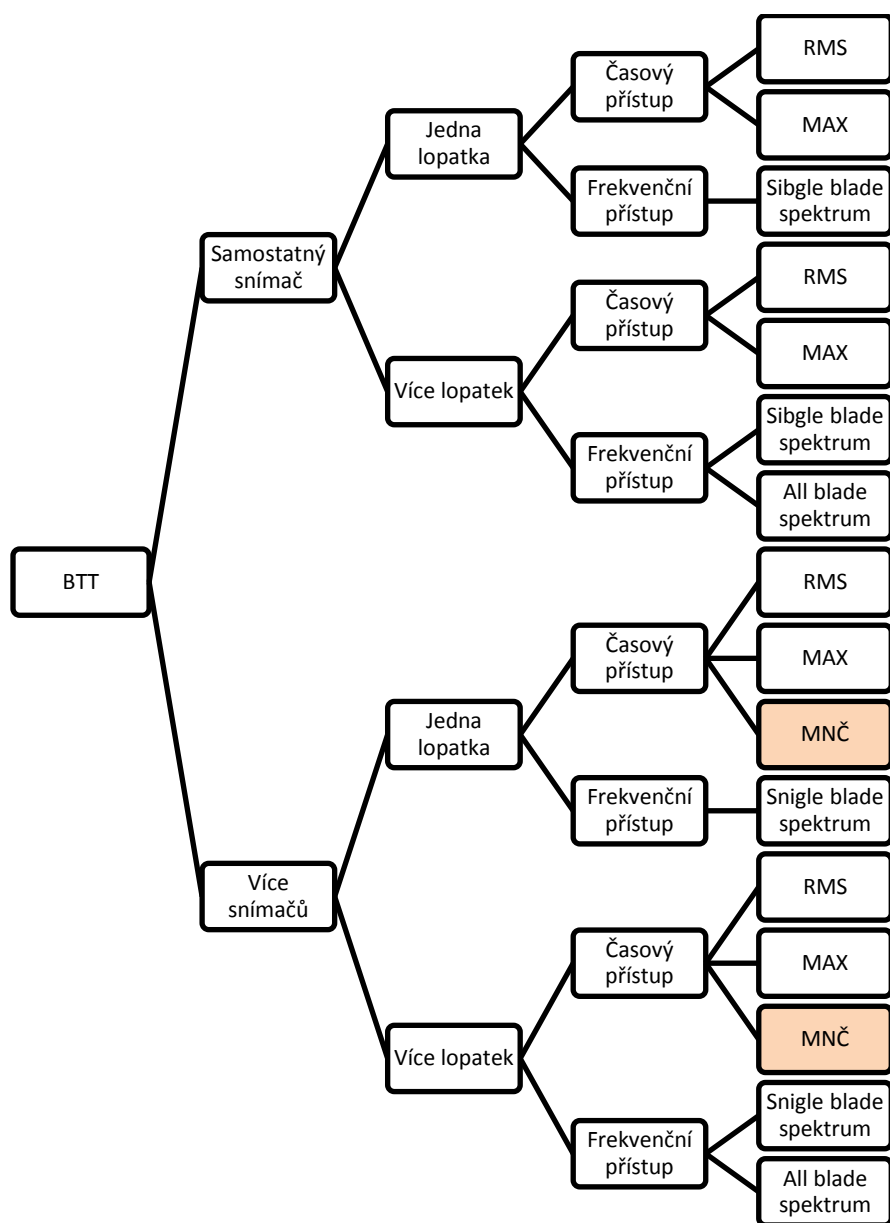 RMS
Časový
přístup
MAX
Jedna
lopatka
Frekvenční
přístup
Sibgle blade
spektrum
Samostatný
snímač
RMS
Časový
přístup
MAX
Více lopatek
Sibgle blade
spektrum
Frekvenční
přístup
All blade
spektrum
BTT
RMS
Časový
přístup
MAX
MNČ
Jedna
lopatka
Frekvenční
přístup
Snigle blade
spektrum
Více
snímačů
RMS
Časový
přístup
MAX
MNČ
Více lopatek
Snigle blade
spektrum
Frekvenční
přístup
All blade
spektrum